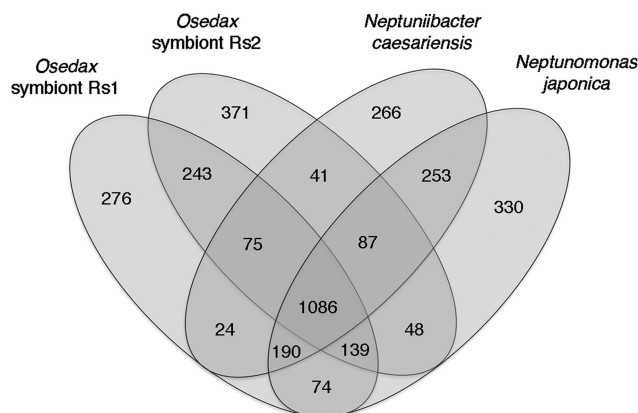 Osedax
symbiont Rs1
Osedax
symbiont Rs2
Neptuniibacter
caesariensis
Neptunomonas
japonica
371
266
243
41
253
276
330
75
87
1086
24
48
190
139
74